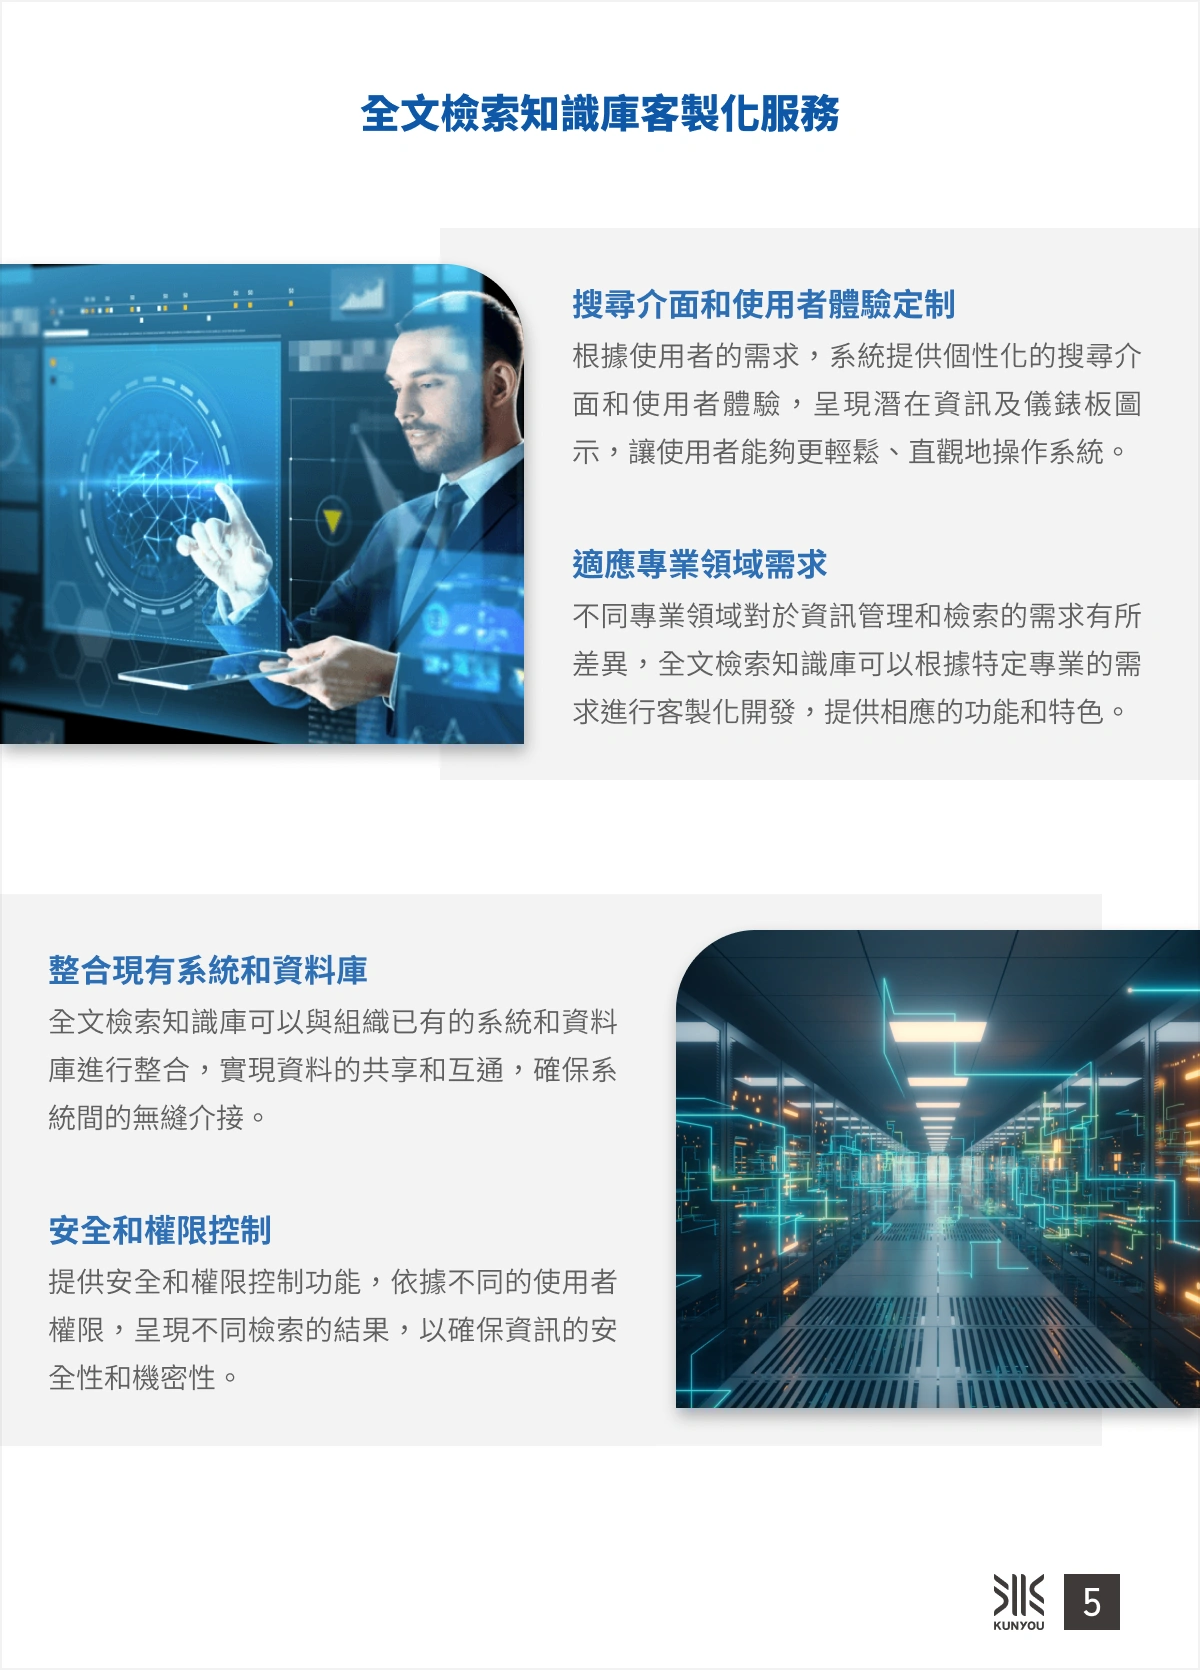 全文檢索知識庫客製化服務
搜尋介面和使用者體驗定制
根據使用者的需求，系統提供個性化的搜尋介
面和使用者體驗，呈現潛在資訊及儀錶板圖
示，讓使用者能夠更輕鬆、直觀地操作系統。
適應專業領域需求
不同專業領域對於資訊管理和檢索的需求有所
差異，全文檢索知識庫可以根據特定專業的需
求進行客製化開發，提供相應的功能和特色。
整合現有系統和資料庫
全文檢索知識庫可以與組織已有的系統和資料
庫進行整合，實現資料的共享和互通，確保系
統間的無縫介接。
安全和權限控制
提供安全和權限控制功能，依據不同的使用者
權限，呈現不同檢索的結果，以確保資訊的安
全性和機密性。
KUNYOU
5